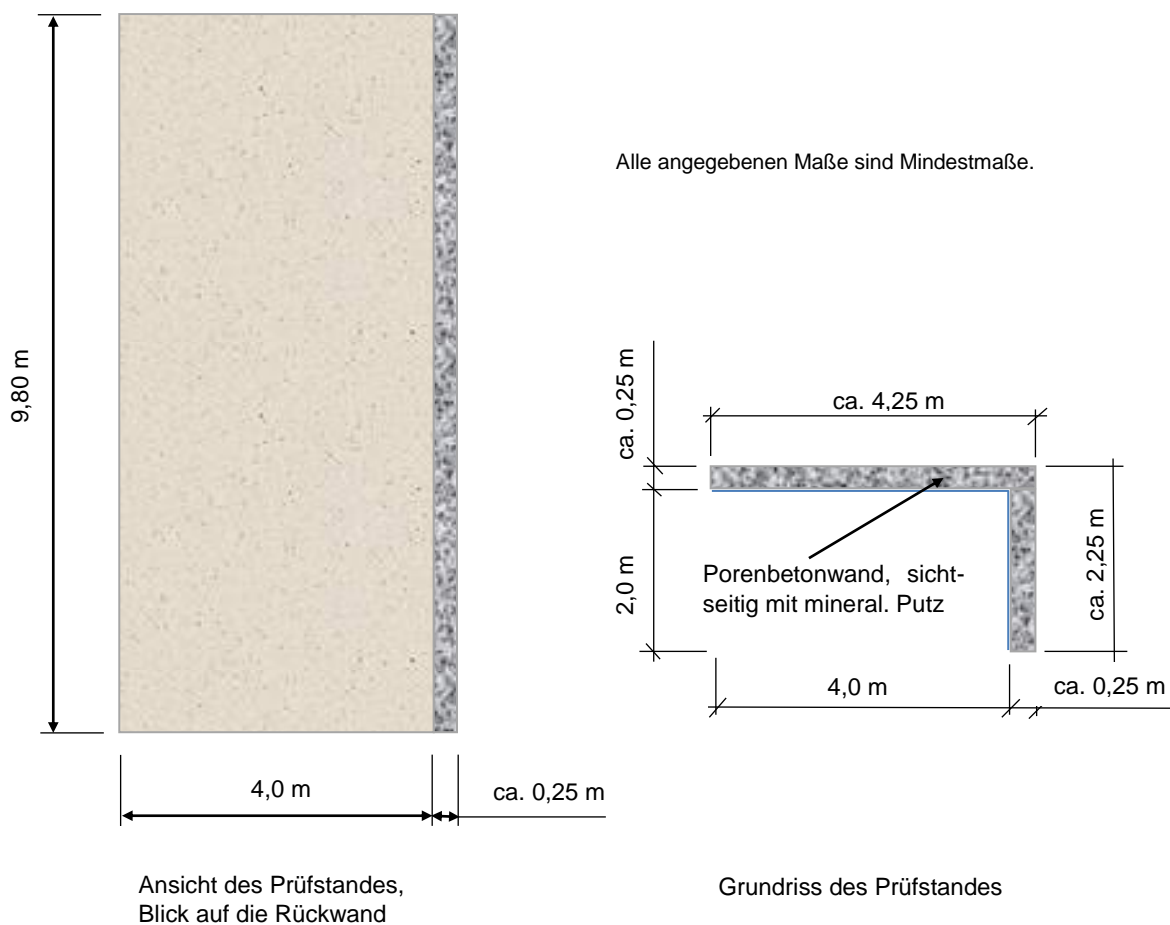 Alle angegebenen Maße sind Mindestmaße.
9,80 m
4,0 m
ca. 0,25 m
Ansicht des Prüfstandes,
Blick auf die Rückwand
ca. 0,25 m
ca. 4,25 m
2,0 m
Porenbetonwand, sicht-
seitig mit mineral. Putz
ca. 2,25 m
4,0 m
ca. 0,25 m
Grundriss des Prüfstandes